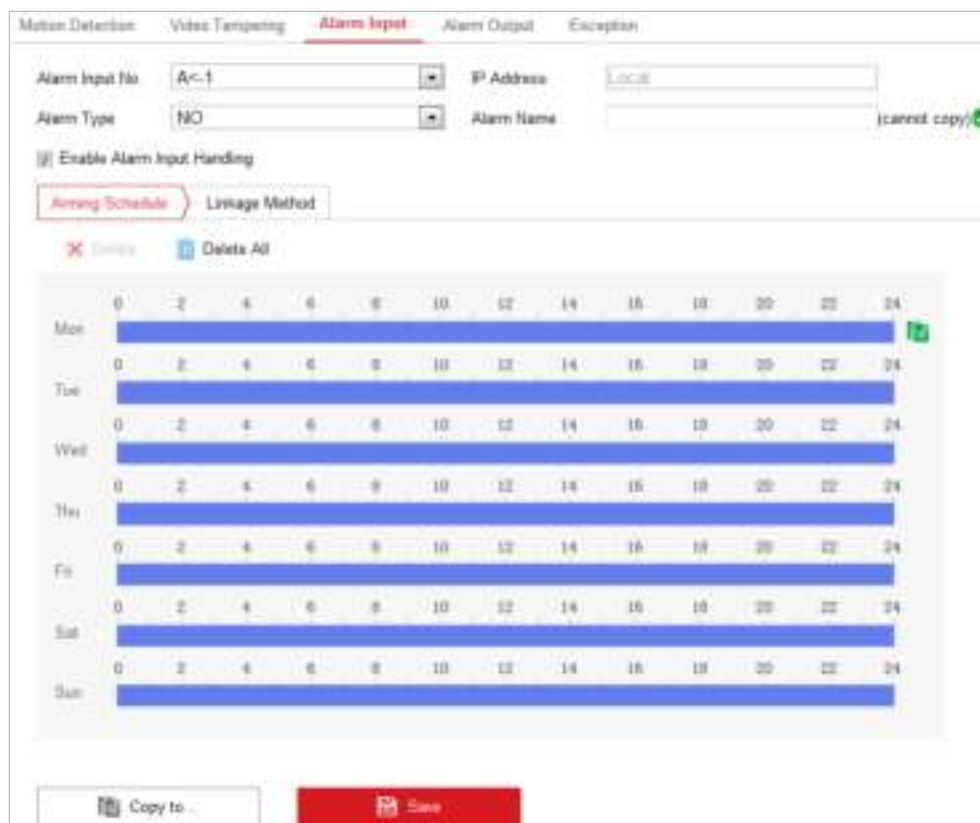 Motion Detection Video Tampering Alarm Input Alarm Output Exception
Alarm Input No. A<-1 IP Address Local
Alarm Type NO Alarm Name (cannot copy)
Enable Alarm Input Handling
Arming Schedule Linkage Method
Delete Delete All
0 2 4 6 8 10 12 14 16 18 20 22 24
Mon
0 2 4 6 8 10 12 14 16 18 20 22 24
Tue
0 2 4 6 8 10 12 14 16 18 20 22 24
Wed
0 2 4 6 8 10 12 14 16 18 20 22 24
Thu
0 2 4 6 8 10 12 14 16 18 20 22 24
Fri
0 2 4 6 8 10 12 14 16 18 20 22 24
Sat
0 2 4 6 8 10 12 14 16 18 20 22 24
Sun
Copy to... Save